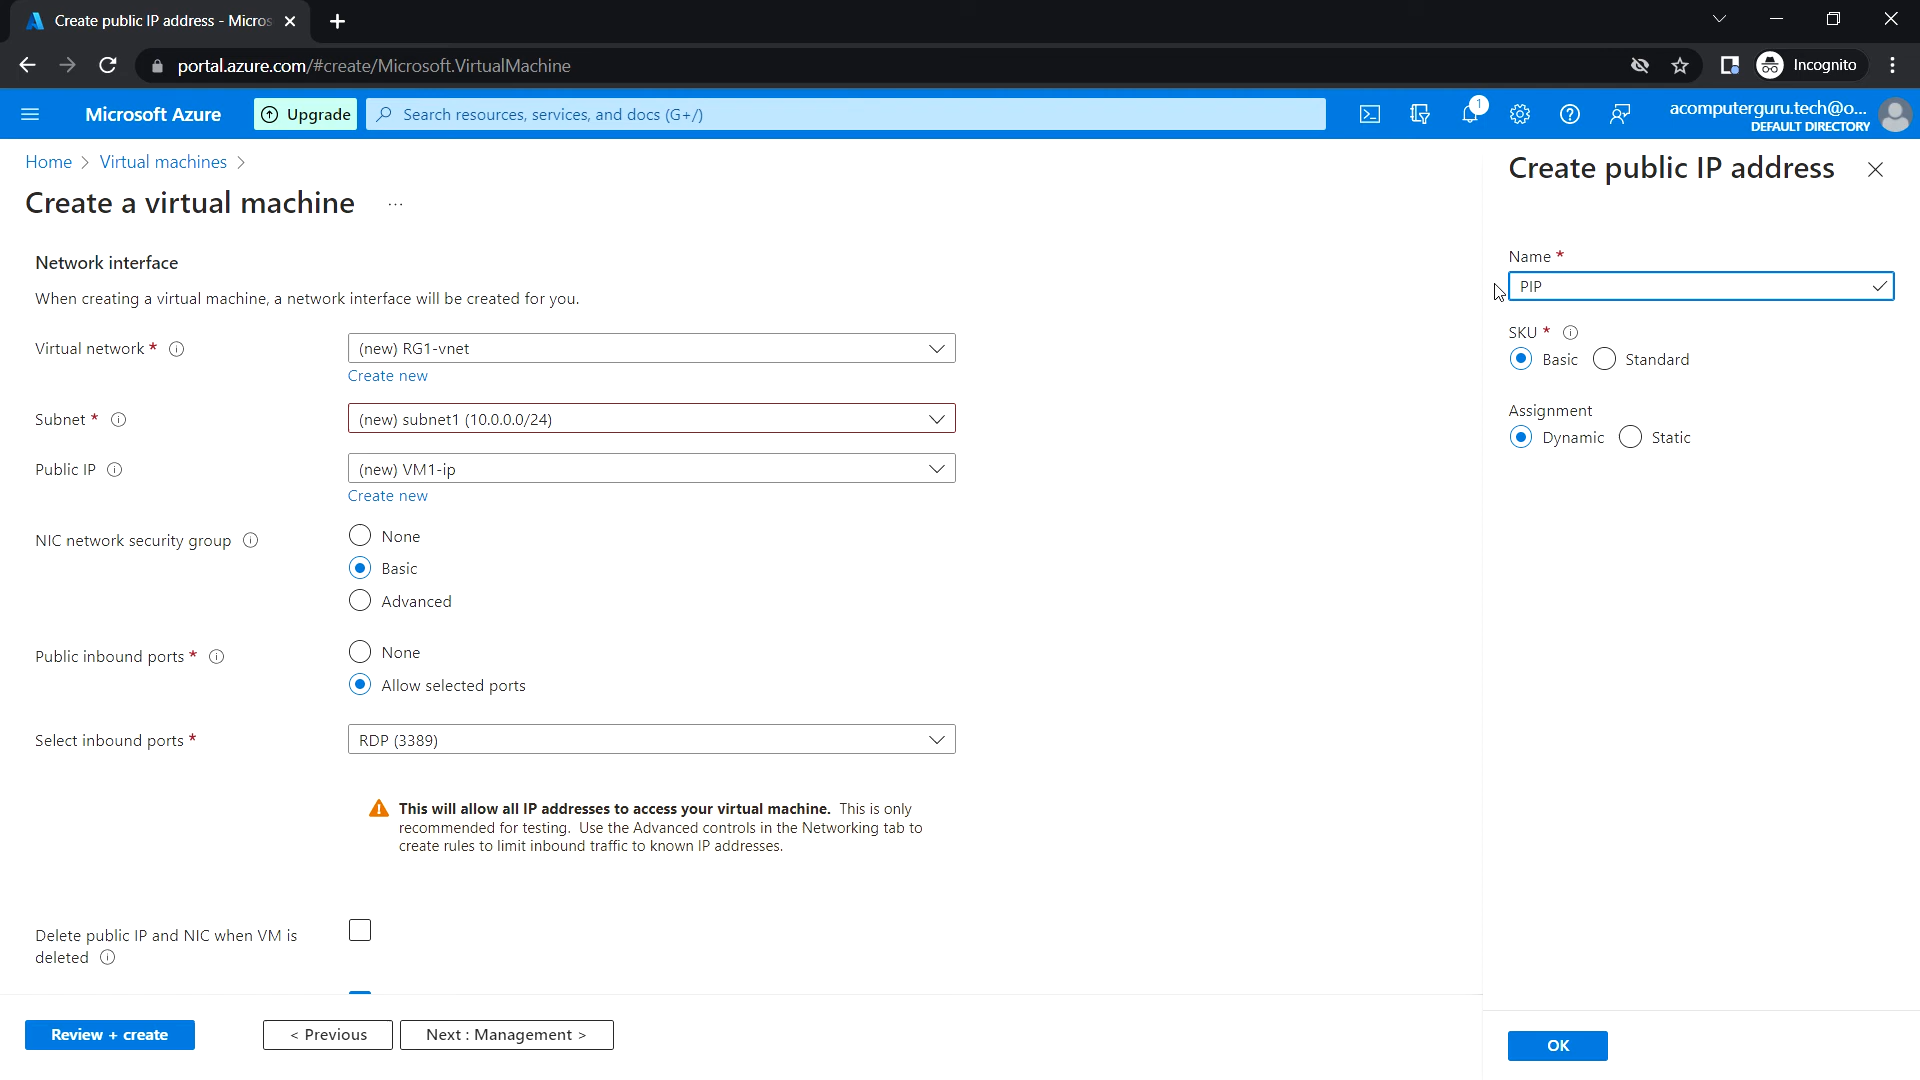 Create public IP address - Micros
portal.azure.com/#create/Microsoft.VirtualMachine
Incognito
Microsoft Azure
Upgrade
Search resources, services, and docs (G+/)
1
acomputerguru.tech@o...
DEFAULT DIRECTORY
Home > Virtual machines >
Create a virtual machine ...
Network interface
When creating a virtual machine, a network interface will be created for you.
Virtual network *
(new) RG1-vnet
Create new
Subnet *
(new) subnet1 (10.0.0.0/24)
Public IP
(new) VM1-ip
Create new
NIC network security group
None
Basic
Advanced
Public inbound ports *
None
Allow selected ports
Select inbound ports *
RDP (3389)
This will allow all IP addresses to access your virtual machine. This is only
recommended for testing. Use the Advanced controls in the Networking tab to
create rules to limit inbound traffic to known IP addresses.
Delete public IP and NIC when VM is
deleted
Review + create
< Previous
Next : Management >
Create public IP address
Name *
PIP
SKU *
Basic Standard
Assignment
Dynamic Static
OK